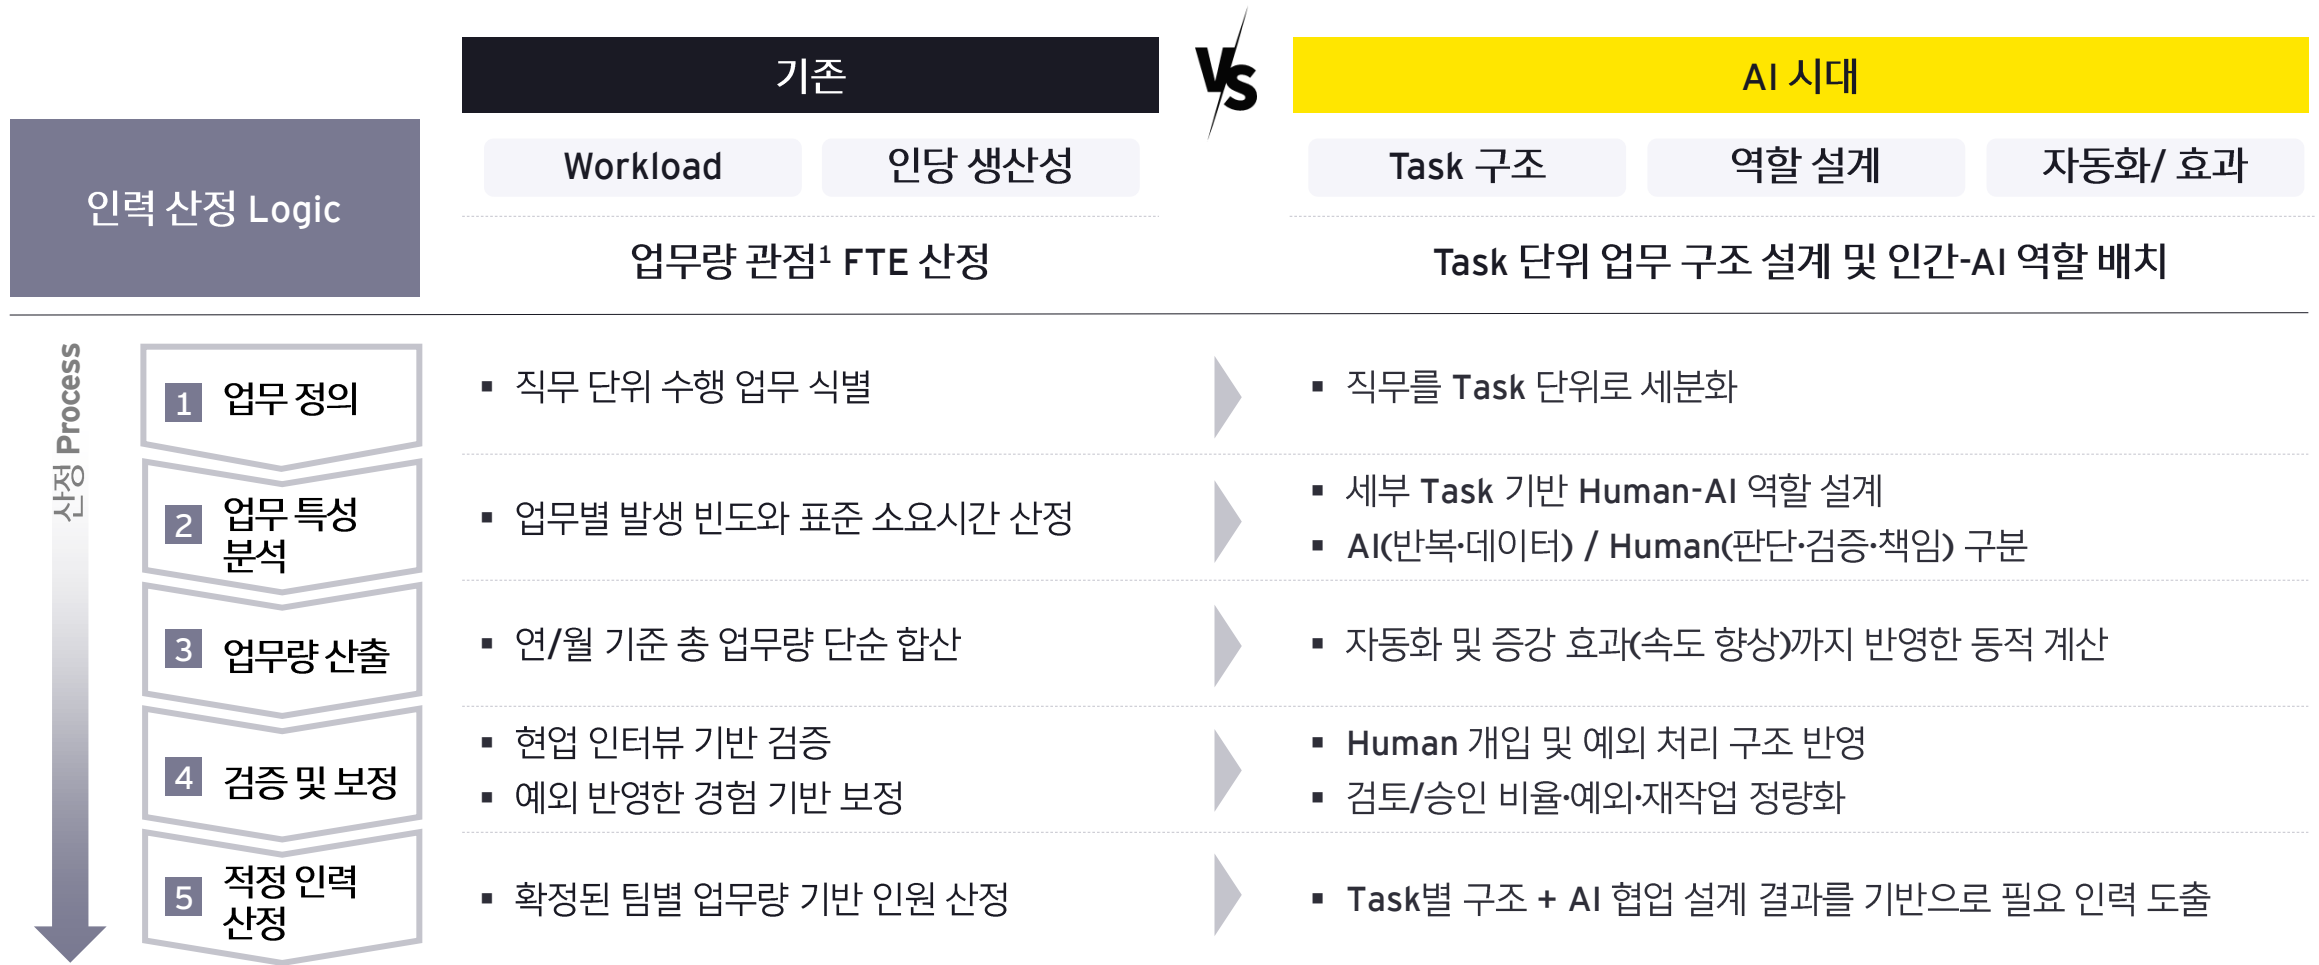 기존
VS
AI 시대
인력 산정 Logic
Workload
인당 생산성
Task 구조
역할 설계
자동화/ 효과
업무량 관점¹ FTE 산정
Task 단위 업무 구조 설계 및 인간-AI 역할 배치
산정 Process
1 업무 정의
▪ 직무 단위 수행 업무 식별
▪ 직무를 Task 단위로 세분화
2 업무 특성
분석
▪ 업무별 발생 빈도와 표준 소요시간 산정
▪ 세부 Task 기반 Human-AI 역할 설계
▪ AI(반복·데이터) / Human(판단·검증·책임) 구분
3 업무량 산출
▪ 연/월 기준 총 업무량 단순 합산
▪ 자동화 및 증강 효과(속도 향상)까지 반영한 동적 계산
4 검증 및 보정
▪ 현업 인터뷰 기반 검증
▪ 예외 반영한 경험 기반 보정
▪ Human 개입 및 예외 처리 구조 반영
▪ 검토/승인 비율·예외·재작업 정량화
5 적정 인력
산정
▪ 확정된 팀별 업무량 기반 인원 산정
▪ Task별 구조 + AI 협업 설계 결과를 기반으로 필요 인력 도출